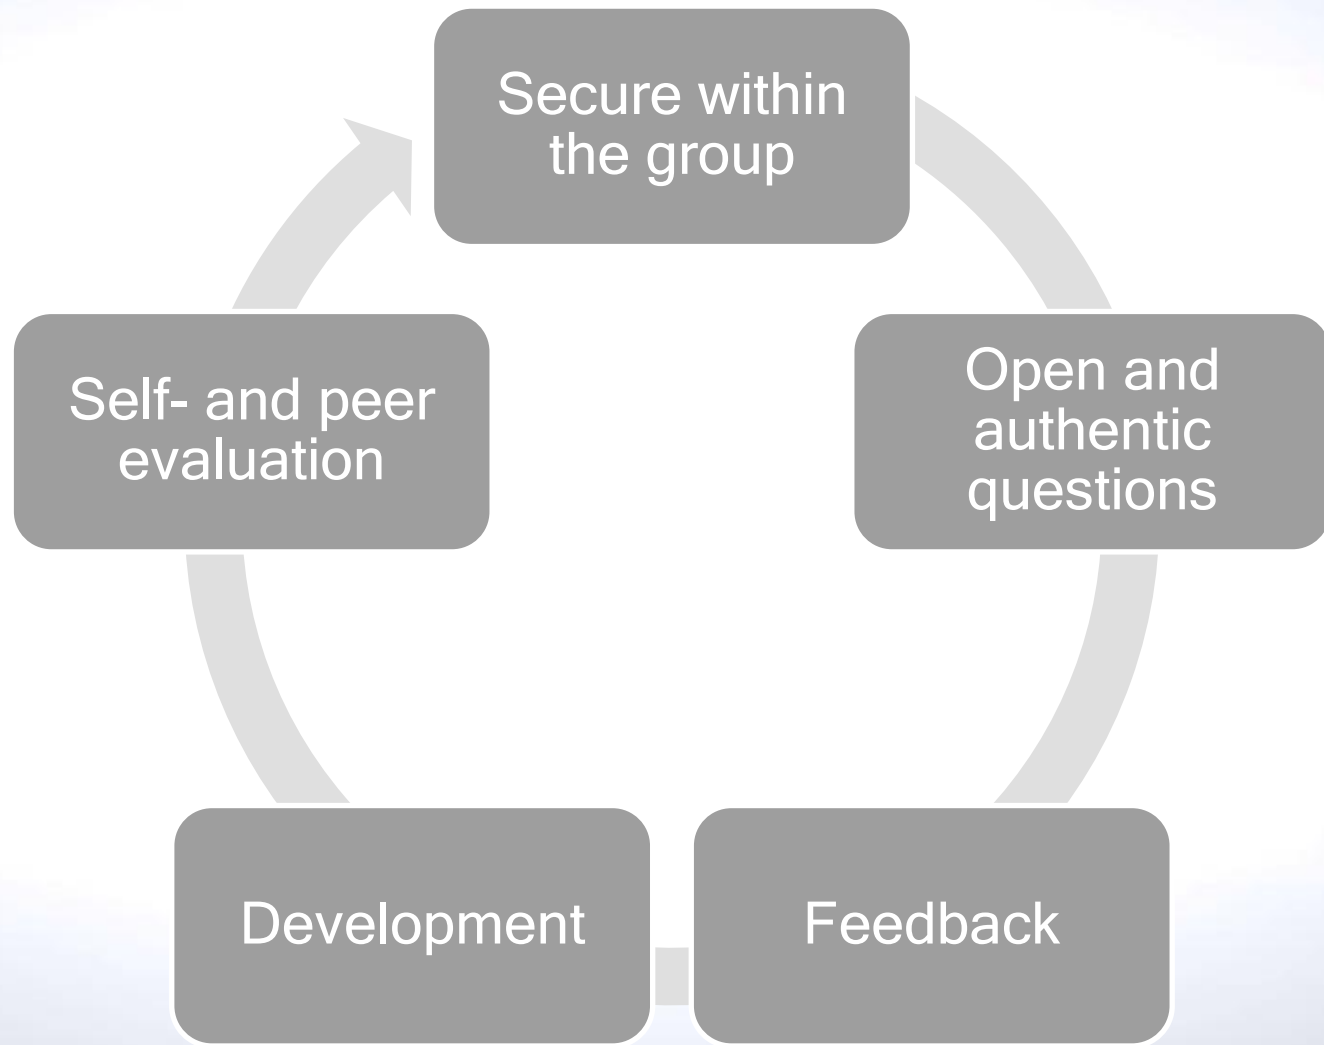 Secure within
the group
Open and
authentic
questions
Feedback
Development
Self- and peer
evaluation